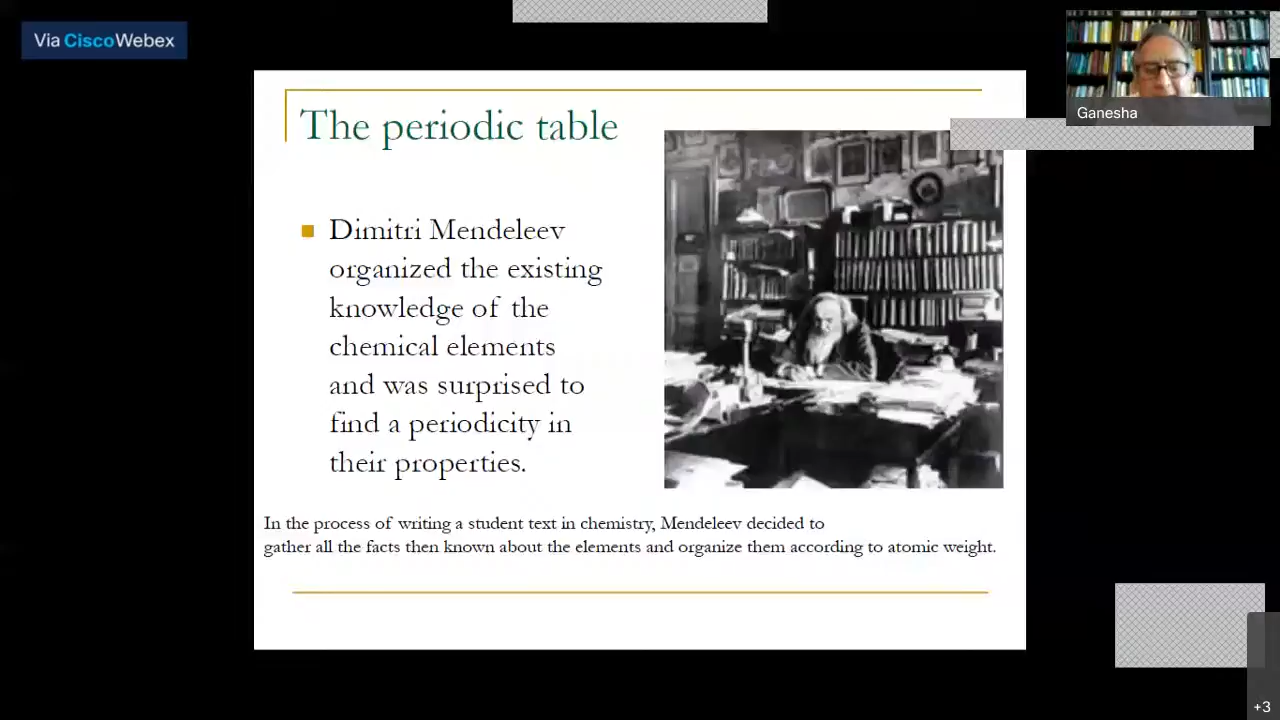 Via CiscoWebex
Ganesha
The periodic table
Dimitri Mendeleev
organized the existing
knowledge of the
chemical elements
and was surprised to
find a periodicity in
their properties.
In the process of writing a student text in chemistry, Mendeleev decided to
gather all the facts then known about the elements and organize them according to atomic weight.
+3